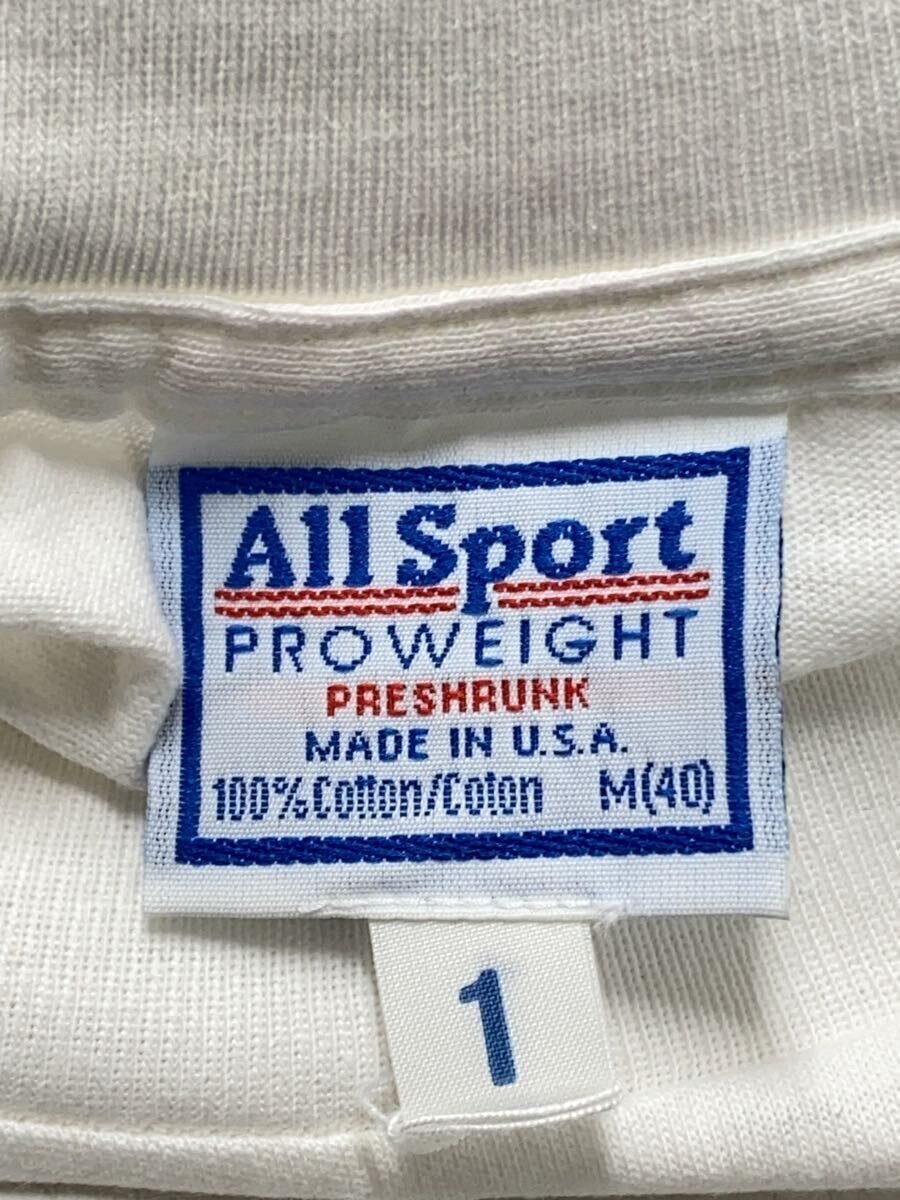 All Sport
PROWEIGHT
PRESHRUNK
MADE IN U.S.A.
100% Cotton/Coton M(40)
1